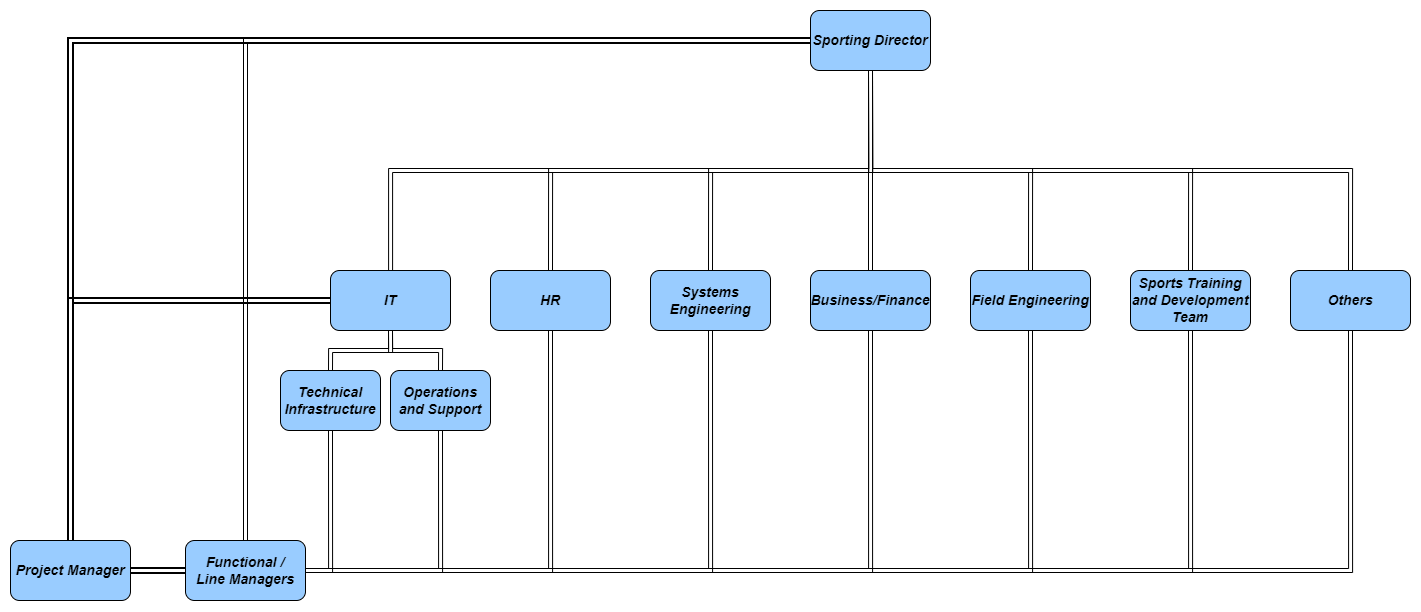 Sporting Director
IT
HR
Systems
Engineering
Business/Finance
Field Engineering
Sports Training
and Development
Team
Others
Technical
Infrastructure
Operations
and Support
Project Manager
Functional /
Line Managers